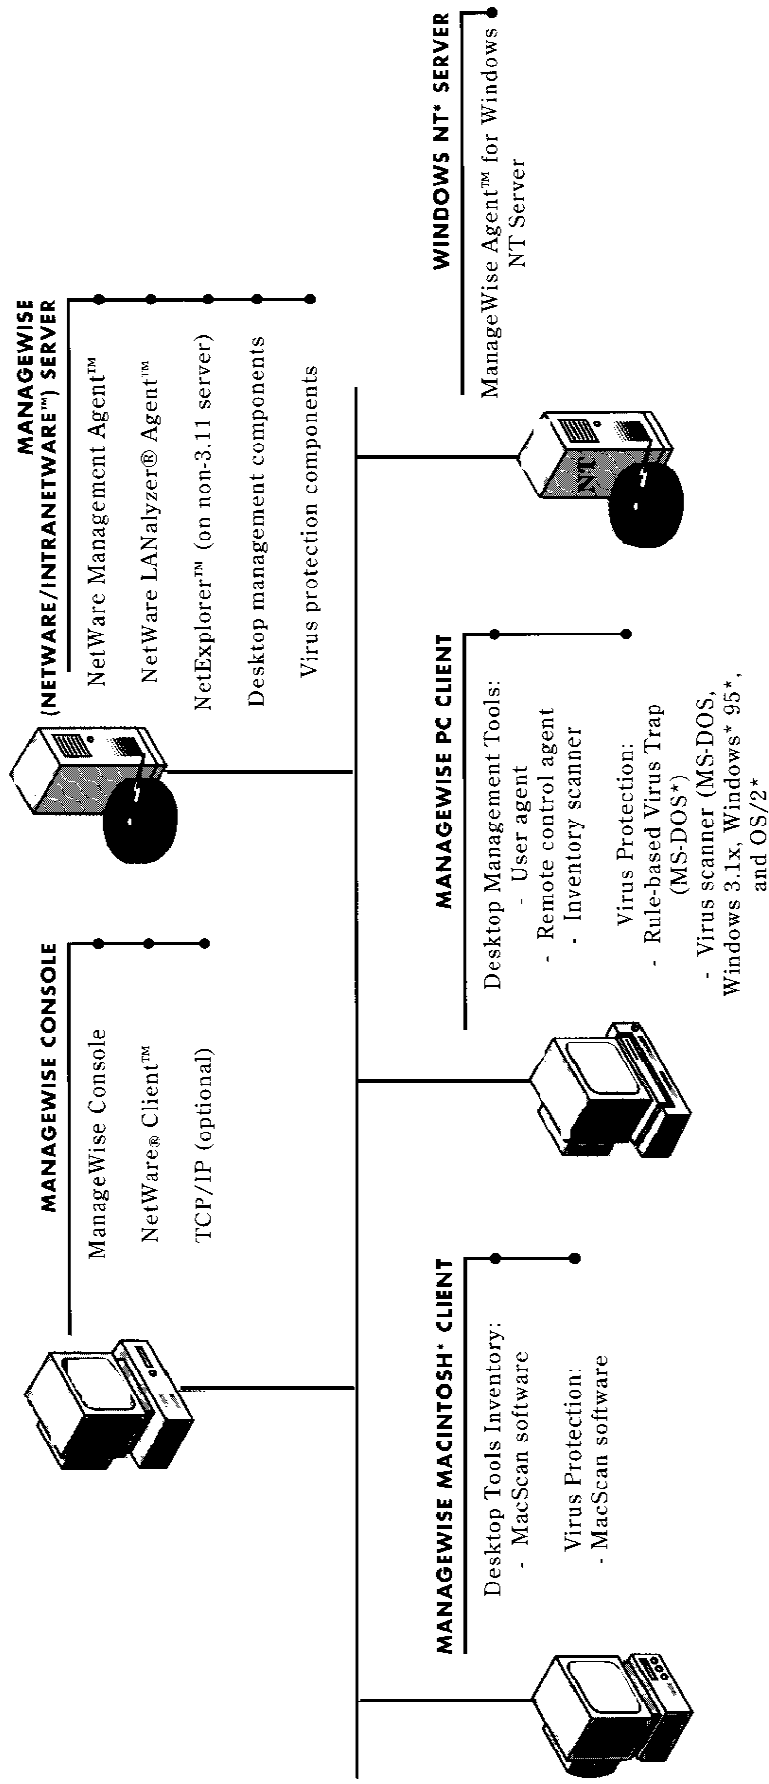 MANAGEWISE CONSOLE
ManageWise Console
NetWare® Client™
TCP/IP (optional)
MANAGEWISE
(NETWARE/INTRANETWARE™) SERVER
NetWare Management Agent™
NetWare LANalyzer® Agent™
NetExplorer™ (on non-3.11 server)
Desktop management components
Virus protection components
MANAGEWISE MACINTOSH* CLIENT
Desktop Tools Inventory:
- MacScan software
Virus Protection:
- MacScan software
MANAGEWISE PC CLIENT
Desktop Management Tools:
- User agent
- Remote control agent
- Inventory scanner
Virus Protection:
- Rule-based Virus Trap
(MS-DOS*)
- Virus scanner (MS-DOS,
Windows 3.1x, Windows* 95*,
and OS/2*
NT
WINDOWS NT* SERVER
ManageWise Agent™ for Windows
NT Server